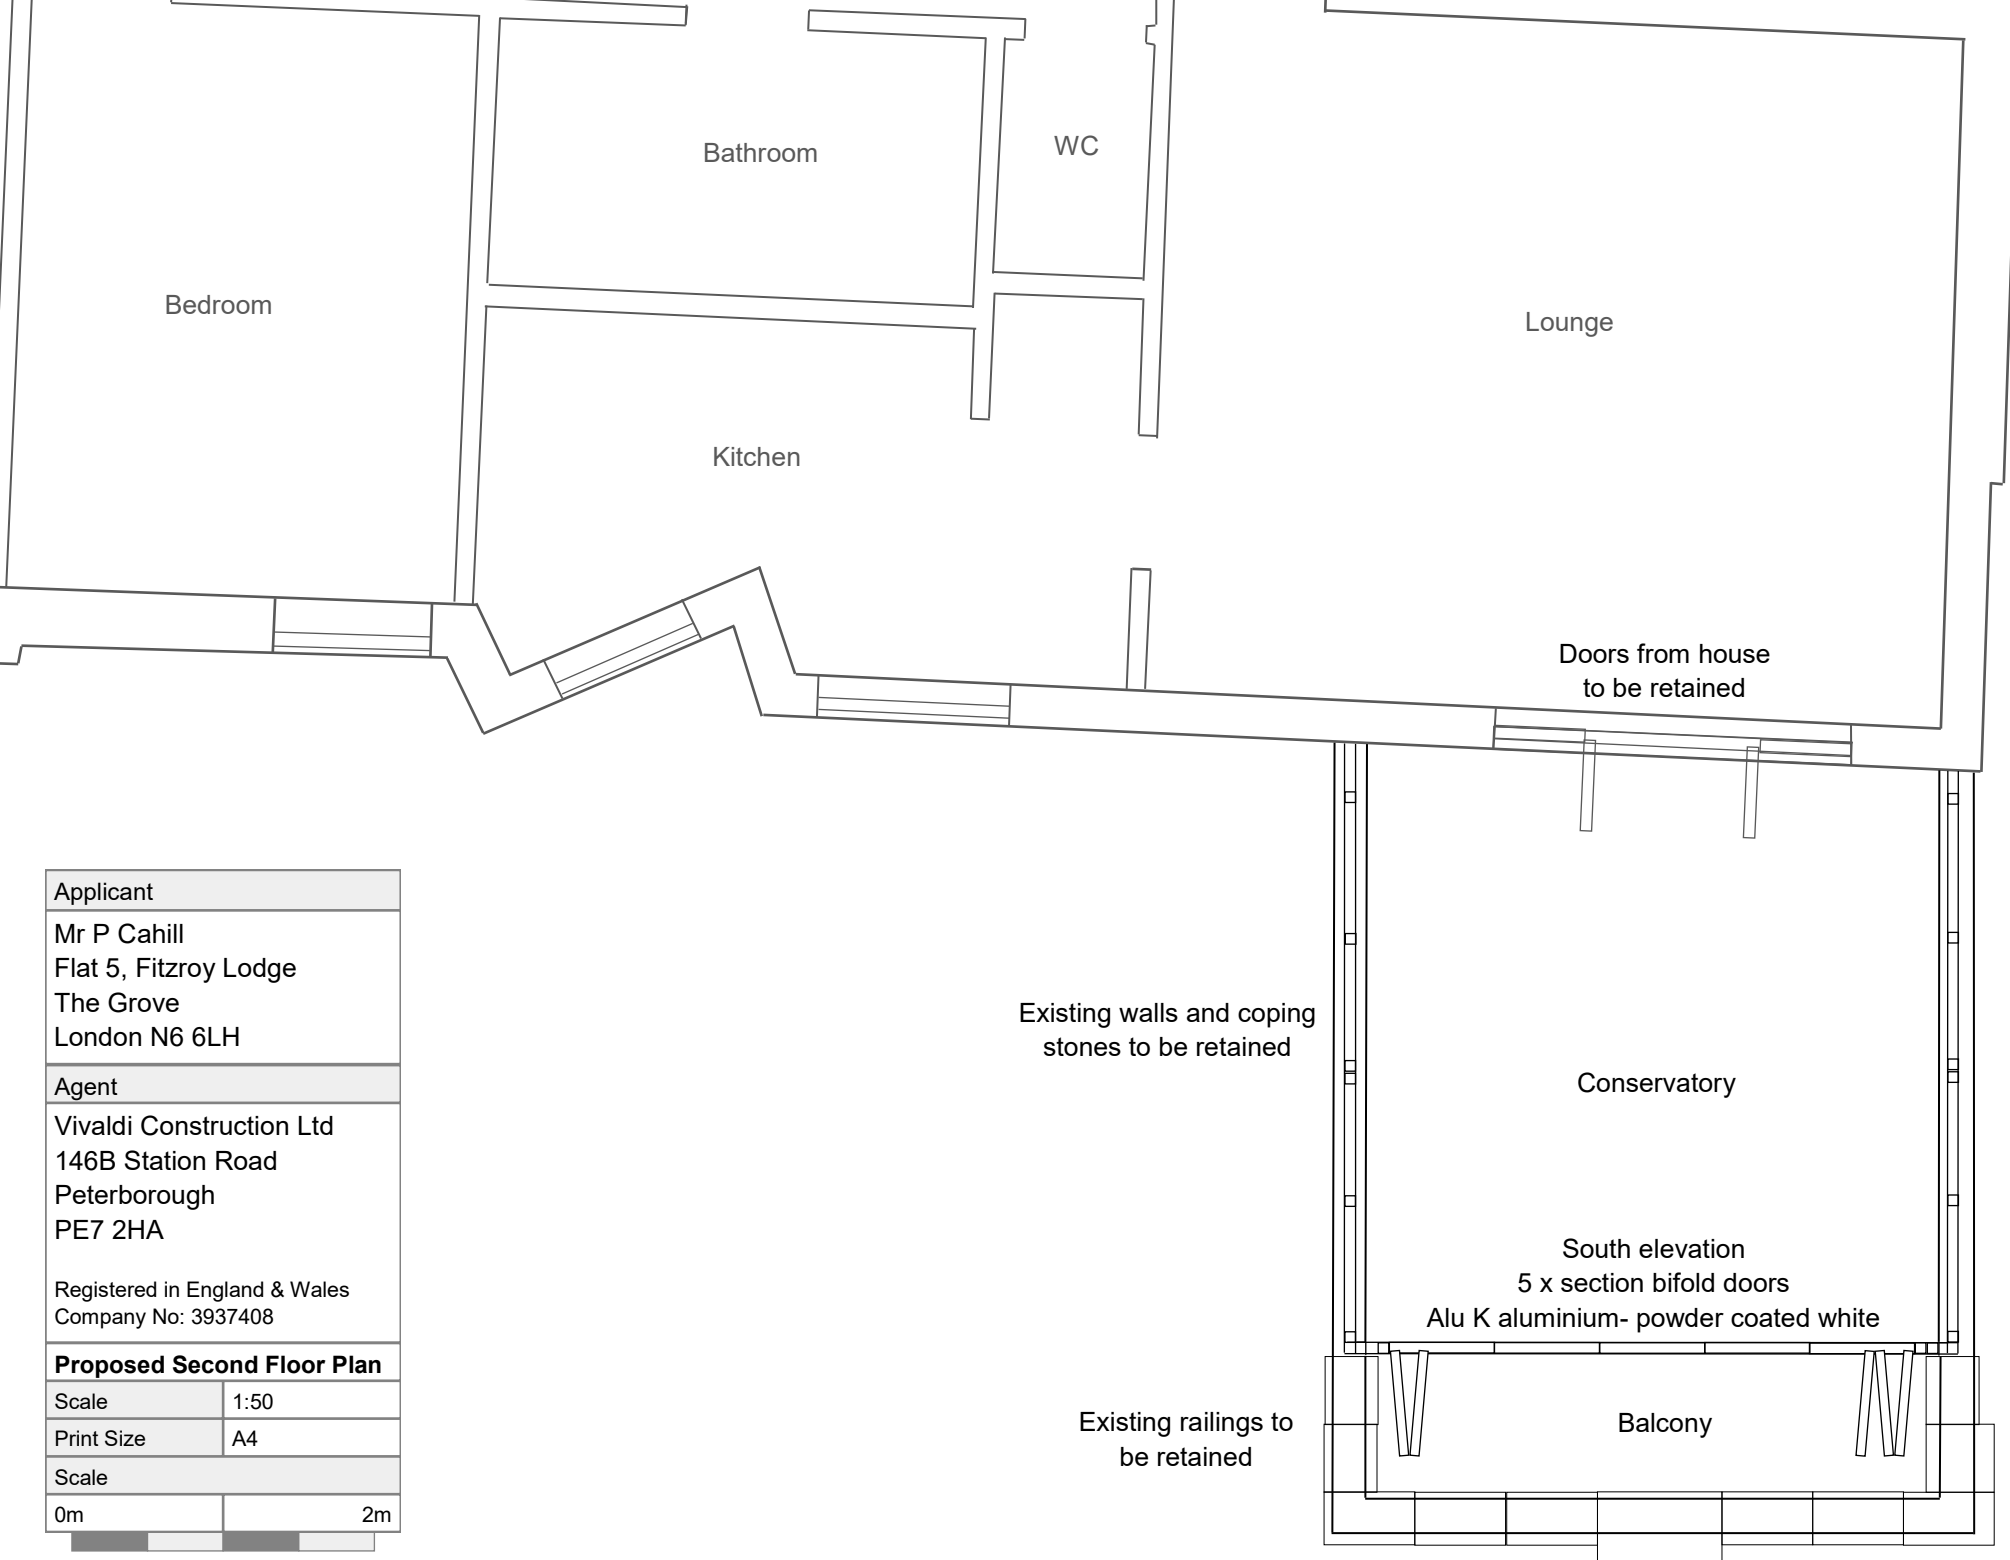 Bathroom
WC
Bedroom
Lounge
Kitchen
Doors from house
to be retained
Applicant
Mr P Cahill
Flat 5, Fitzroy Lodge
The Grove
London N6 6LH
Agent
Vivaldi Construction Ltd
146B Station Road
Peterborough
PE7 2HA
Registered in England & Wales
Company No: 3937408
Proposed Second Floor Plan
Scale 1:50
Print Size A4
Scale
0m 2m
Existing walls and coping
stones to be retained
Conservatory
South elevation
5 x section bifold doors
Alu K aluminium- powder coated white
Existing railings to
be retained
Balcony